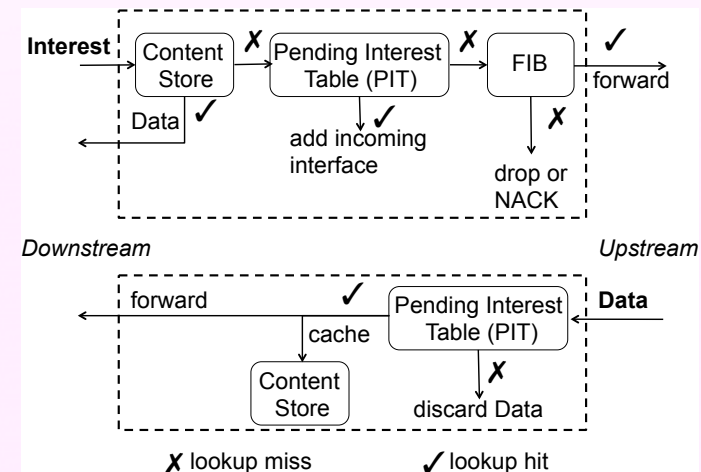 Interest
Content
Store
✗
Pending Interest
Table (PIT)
✗
FIB
✓
forward
Data
✓
✓
add incoming
interface
✗
drop or
NACK
Downstream
Upstream
forward
✓
Pending Interest
Table (PIT)
Data
cache
Content
Store
✗
discard Data
✗ lookup miss
✓ lookup hit